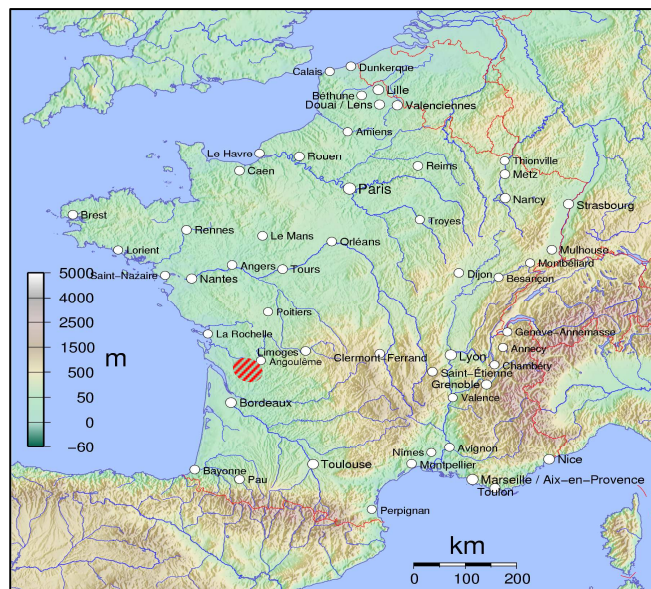 Dunkerque
Calais
Lille
Béthune
Douai / Lens
Valenciennes
Amiens
Le Havre
Rouen
Reims
Thionville
Caen
Metz
Paris
Nancy
Strasbourg
Brest
Troyes
Rennes
Le Mans
Orléans
Lorient
Mulhouse
Montbéliard
Angers
Tours
Dijon
Besançon
Saint-Nazaire
Nantes
5000
4000
2500
1500
500
0
-60
m
Poitiers
La Rochelle
Genève-Annemasse
Limoges
Angoulême
Clermont-Ferrand
Lyon
Annecy
Saint-Étienne
Chambéry
Grenoble
Valence
Bordeaux
Avignon
Nîmes
Montpellier
Toulouse
Nice
Bayonne
Pau
Marseille / Aix-en-Provence
Toulon
Perpignan
km
0 100 200